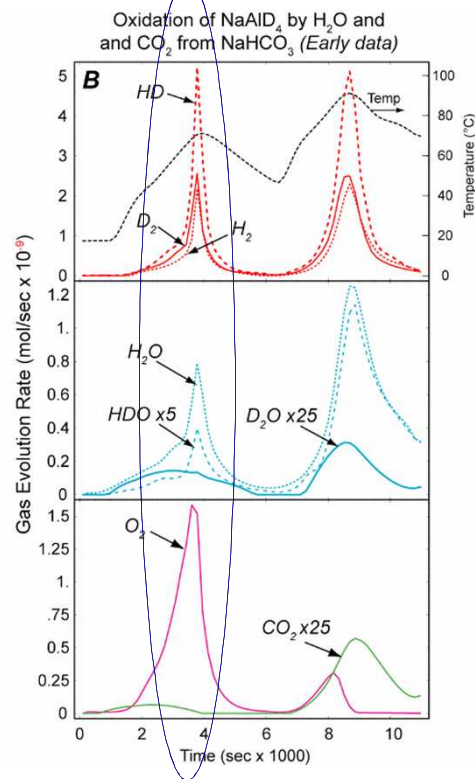 Oxidation of NaAlD4 by H2O and
and CO2 from NaHCO3 (Early data)
B
HD
Temp
D2
H2
5
4
3
2
1
0
100
80
60
40
20
0
Temperature (°C)
H2O
HDO x5
D2O x25
1.2
1.
0.8
0.6
0.4
0.2
0
Gas Evolution Rate (mol/sec x 10-9)
O2
CO2 x25
1.5
1.25
1.
.75
0.5
0.25
0
0
2
4
6
8
10
Time (sec x 1000)